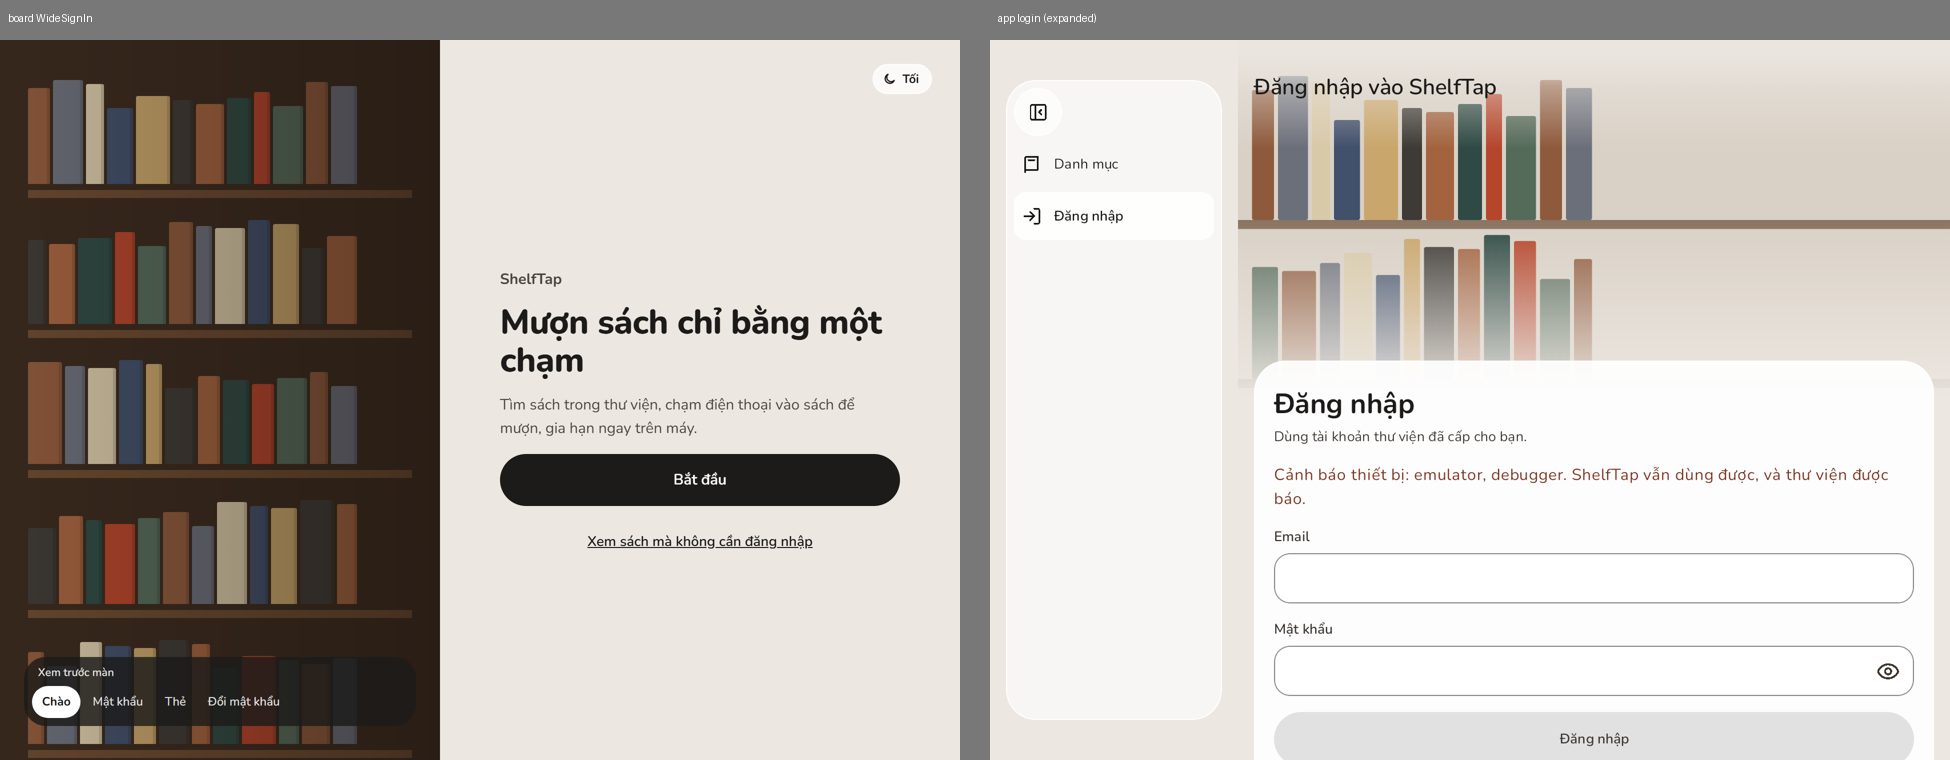 board WideSignIn
Tối
ShelfTap
Mượn sách chỉ bằng một
chạm
Tìm sách trong thư viện, chạm điện thoại vào sách để
mượn, gia hạn ngay trên máy.
Bắt đầu
Xem sách mà không cần đăng nhập
Xem trước màn
Chào
Mật khẩu
Thẻ
Đổi mật khẩu
app login (expanded)
Đăng nhập vào ShelfTap
Danh mục
Đăng nhập
Đăng nhập
Dùng tài khoản thư viện đã cấp cho bạn.
Cảnh báo thiết bị: emulator, debugger. ShelfTap vẫn dùng được, và thư viện được
báo.
Email
Mật khẩu
Đăng nhập